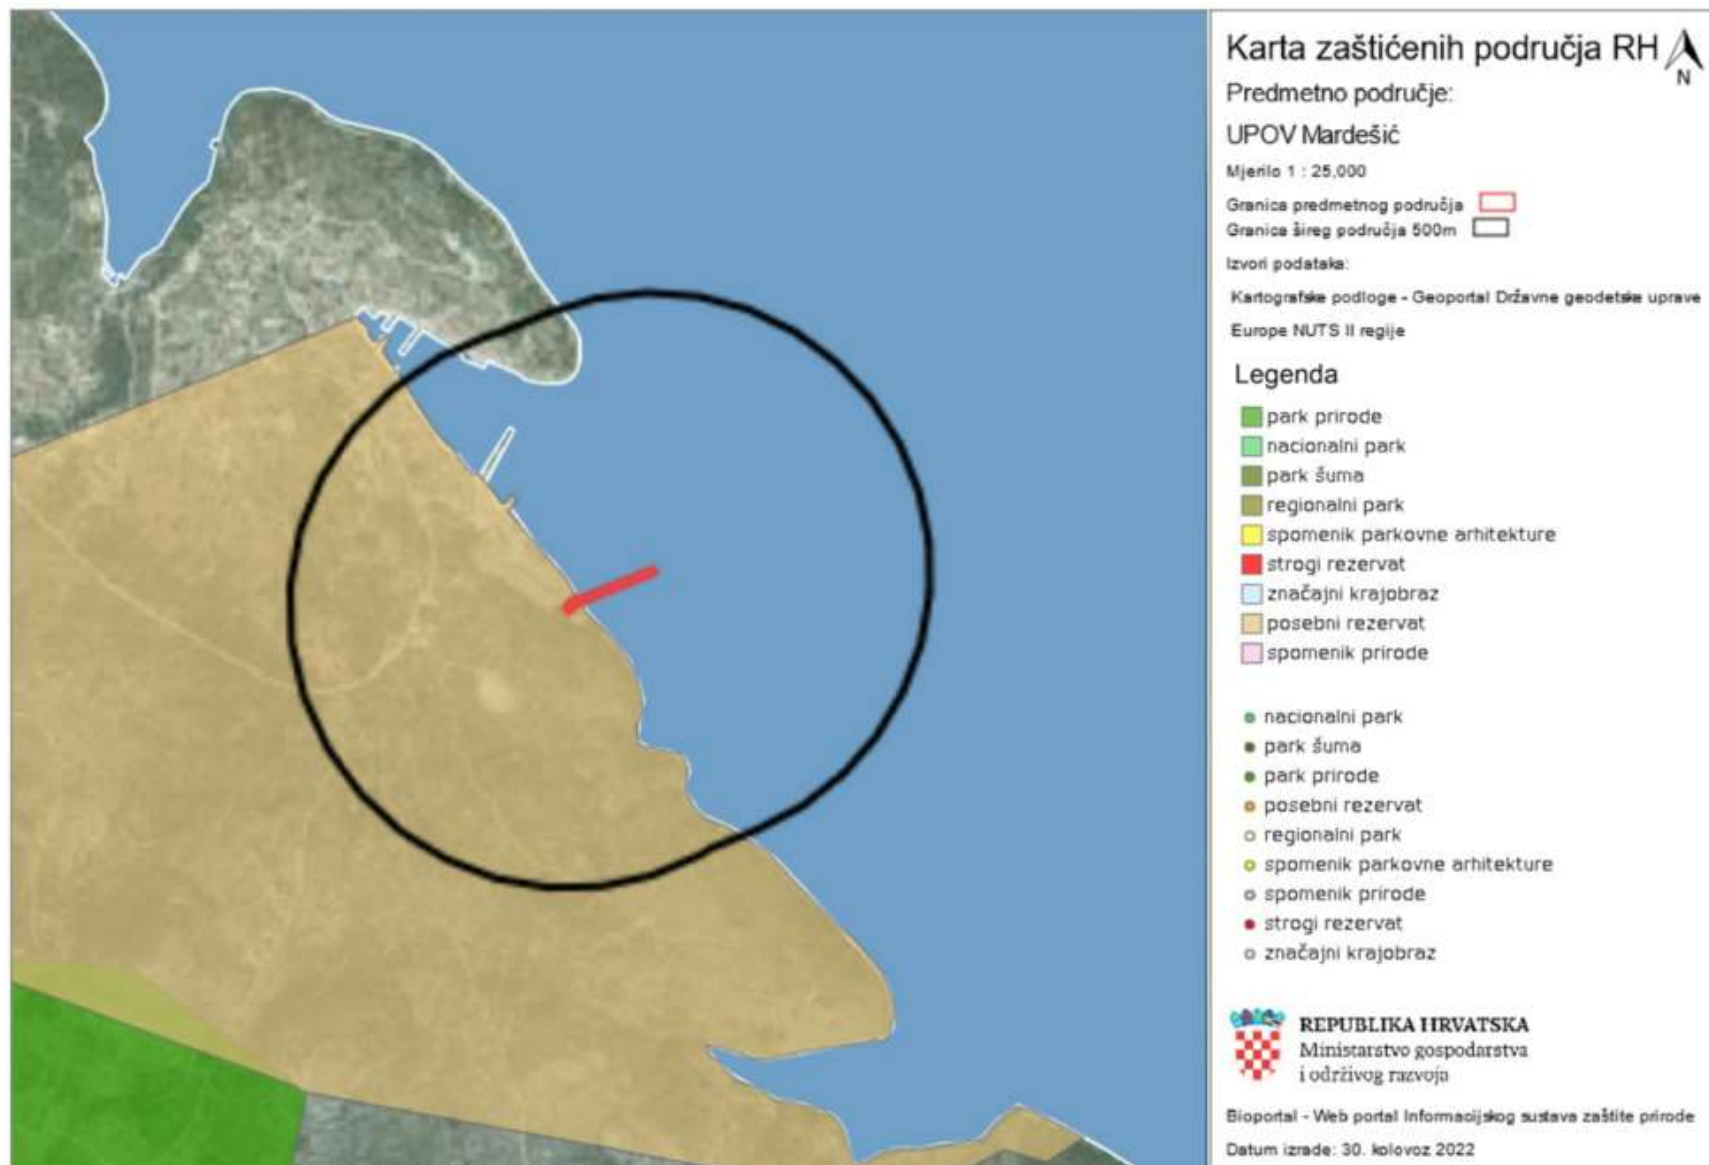 Karta zaštićenih područja RH
N
Predmetno područje:
UPOV Mardešić
Mjerilo 1 : 25,000
Granica predmetnog područja
Granica šireg područja 500m
Izvori podataka:
Kartografske podloge - Geoportal Državne geodetske uprave
Europe NUTS II regije
Legenda
park prirode
nacionalni park
park šuma
regionalni park
spomenik parkovne arhitekture
strogi rezervat
značajni krajobraz
posebni rezervat
spomenik prirode
nacionalni park
park šuma
park prirode
posebni rezervat
regionalni park
spomenik parkovne arhitekture
spomenik prirode
strogi rezervat
značajni krajobraz
REPUBLIKA HRVATSKA
Ministarstvo gospodarstva
i održivog razvoja
Bioportal - Web portal Informacijskog sustava zaštite prirode
Datum izrade: 30. kolovoz 2022